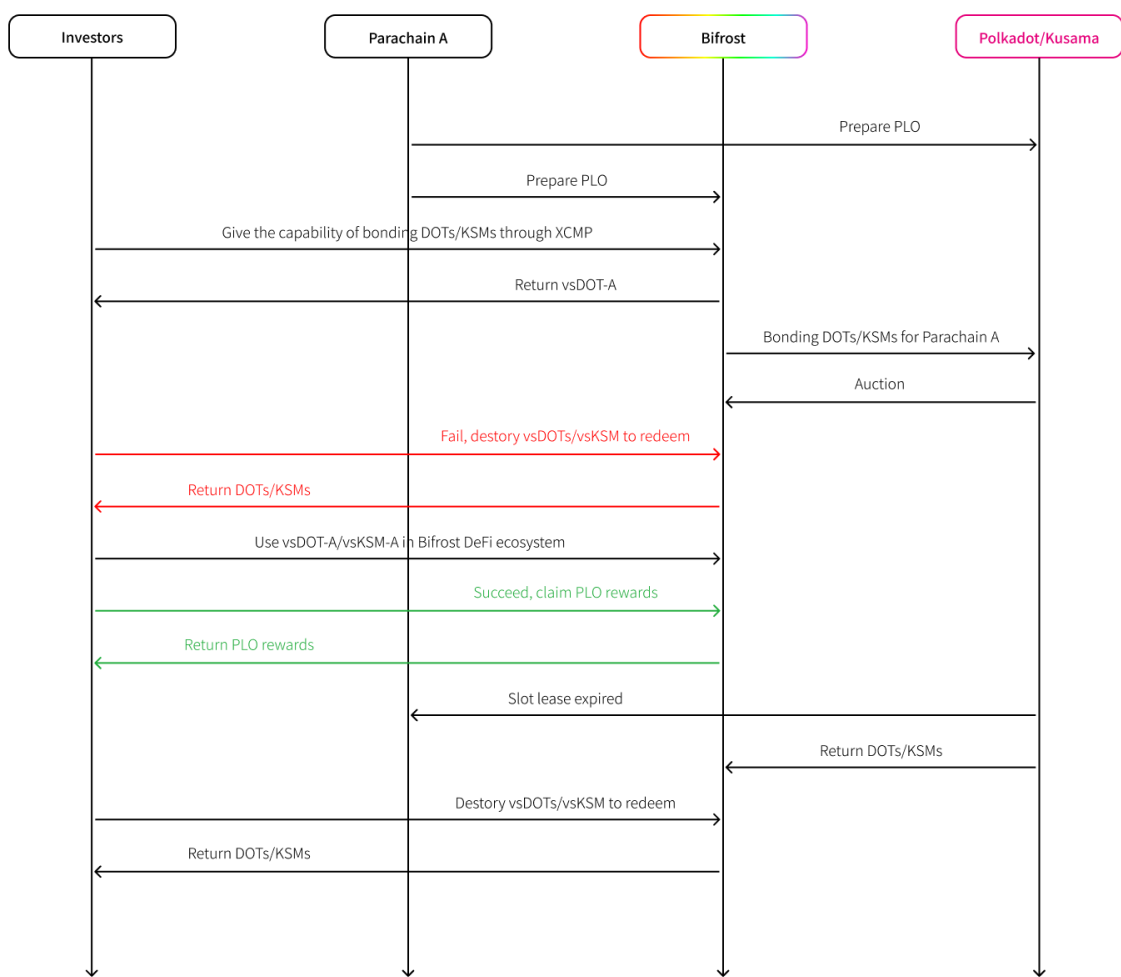 Investors
Parachain A
Bifrost
Polkadot/Kusama
Prepare PLO
Prepare PLO
Give the capability of bonding DOTs/KSMs through XCMP
Return vsDOT-A
Bonding DOTs/KSMs for Parachain A
Auction
Fail, destory vsDOTs/vsKSM to redeem
Return DOTs/KSMs
Use vsDOT-A/vsKSM-A in Bifrost DeFi ecosystem
Succeed, claim PLO rewards
Return PLO rewards
Slot lease expired
Return DOTs/KSMs
Destory vsDOTs/vsKSM to redeem
Return DOTs/KSMs